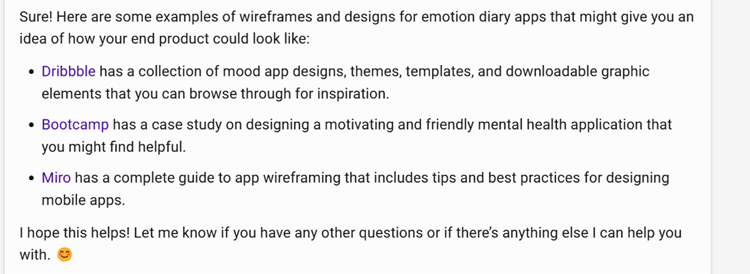 Sure! Here are some examples of wireframes and designs for emotion diary apps that might give you an
idea of how your end product could look like:
• Dribbble has a collection of mood app designs, themes, templates, and downloadable graphic
elements that you can browse through for inspiration.
• Bootcamp has a case study on designing a motivating and friendly mental health application that
you might find helpful.
• Miro has a complete guide to app wireframing that includes tips and best practices for designing
mobile apps.
I hope this helps! Let me know if you have any other questions or if there’s anything else I can help you
with. 😊